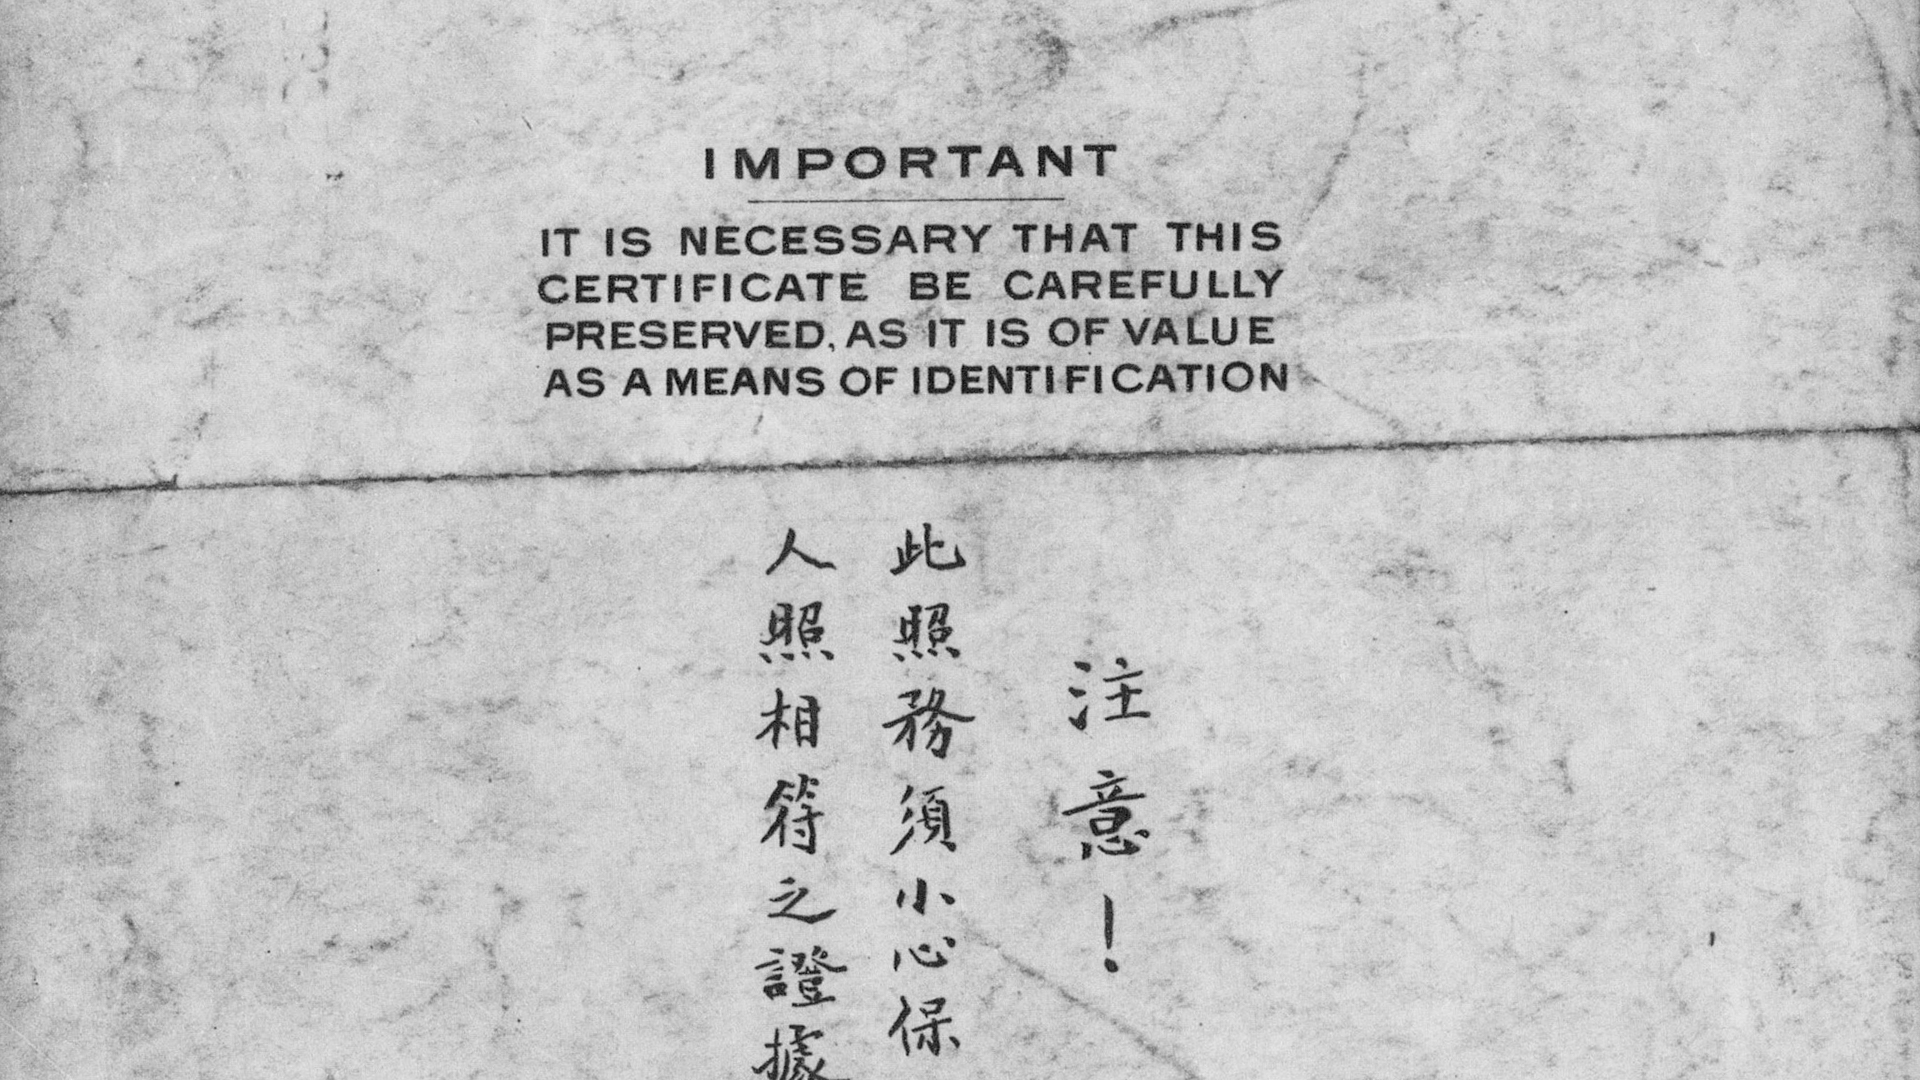 IMPORTANT
IT IS NECESSARY THAT THIS
CERTIFICATE BE CAREFULLY
PRESERVED, AS IT IS OF VALUE
AS A MEANS OF IDENTIFICATION
注意!
此照務須小心保
人照相符之證據